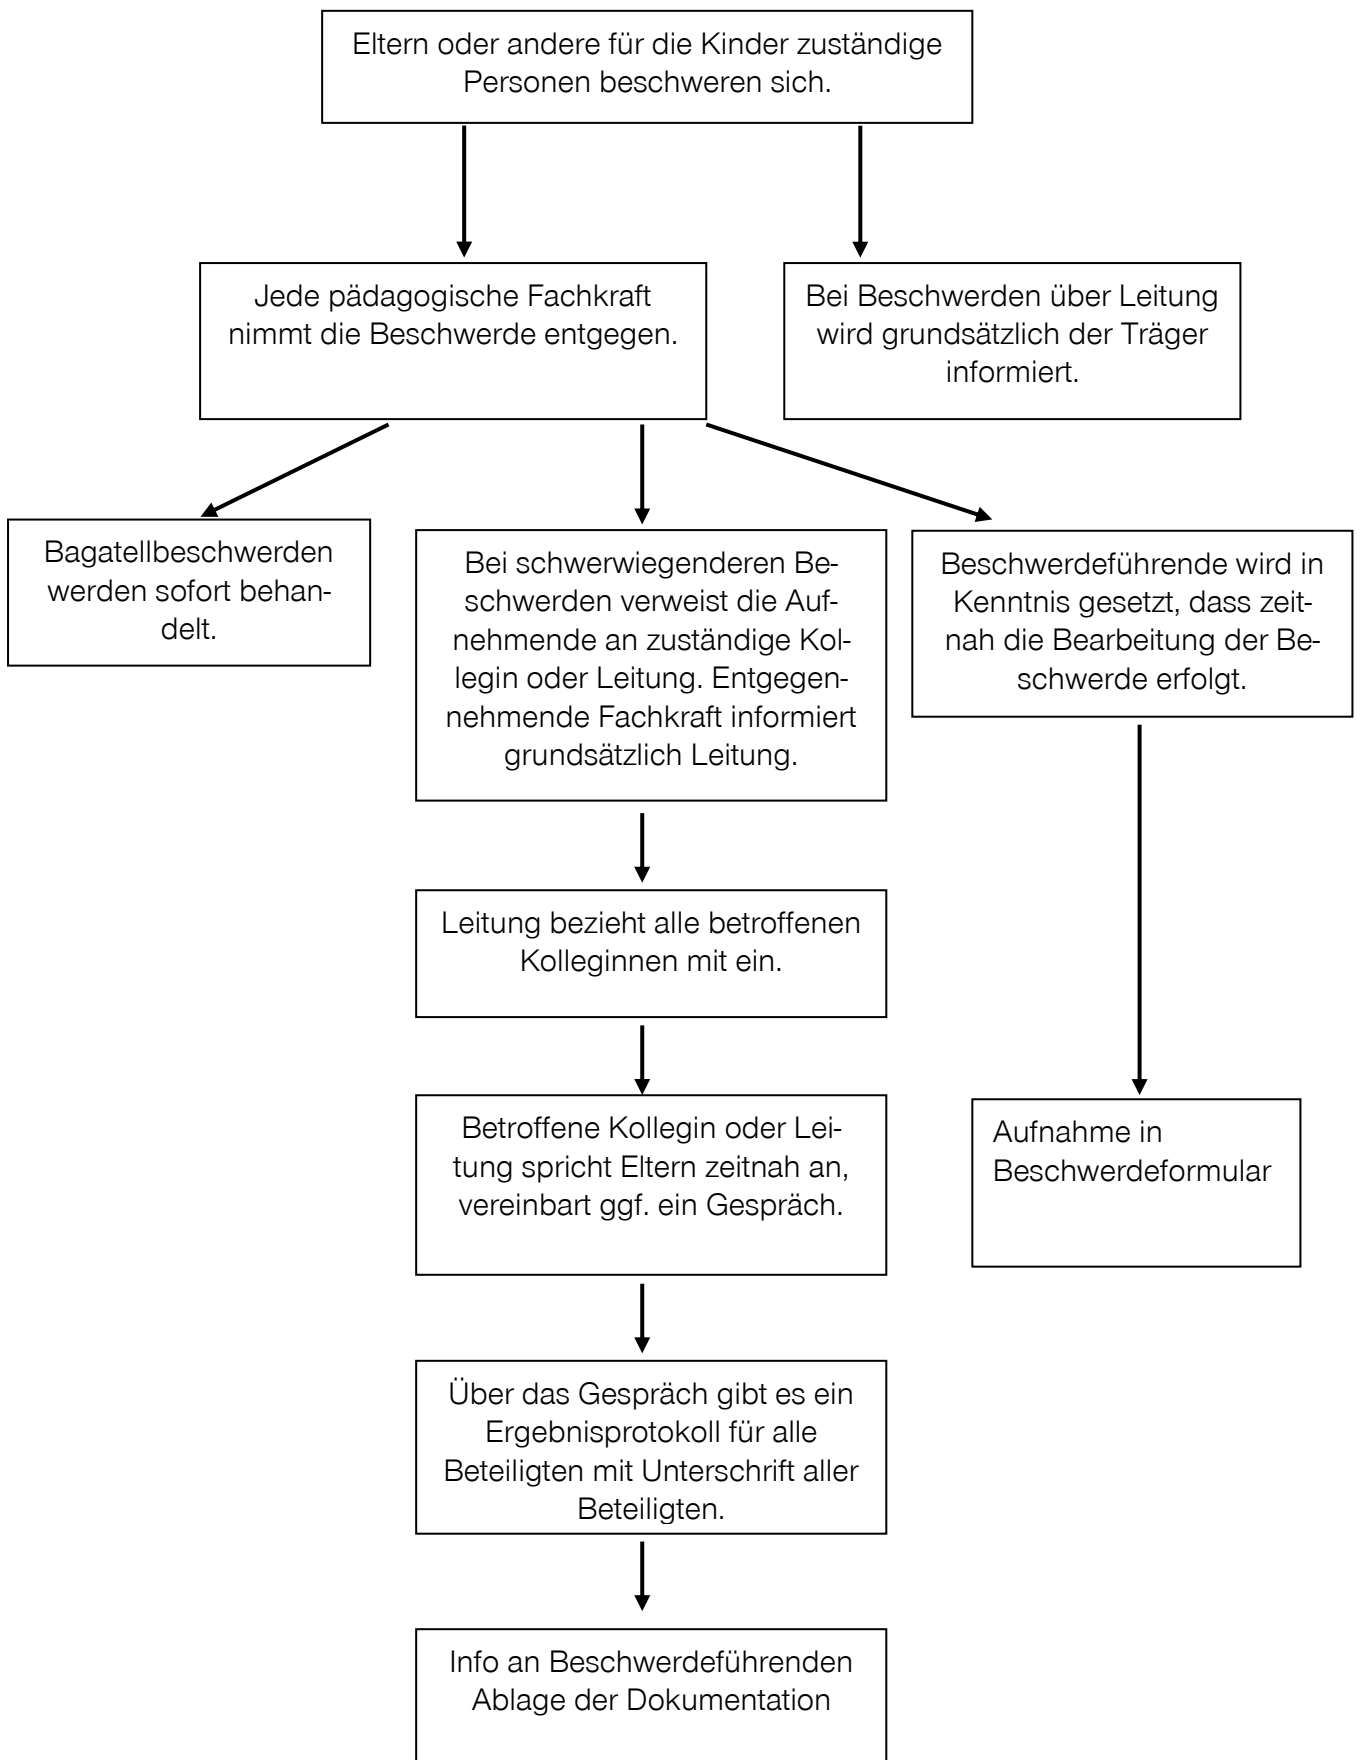 Eltern oder andere für die Kinder zuständige
Personen beschweren sich.
Jede pädagogische Fachkraft
nimmt die Beschwerde entgegen.
Bei Beschwerden über Leitung
wird grundsätzlich der Träger
informiert.
Bagatellbeschwerden
werden sofort behan-
delt.
Bei schwerwiegenderen Be-
schwerden verweist die Auf-
nehmende an zuständige Kol-
legin oder Leitung. Entgegen-
nehmende Fachkraft informiert
grundsätzlich Leitung.
Beschwerdeführende wird in
Kenntnis gesetzt, dass zeit-
nah die Bearbeitung der Be-
schwerde erfolgt.
Leitung bezieht alle betroffenen
Kolleginnen mit ein.
Betroffene Kollegin oder Lei-
tung spricht Eltern zeitnah an,
vereinbart ggf. ein Gespräch.
Aufnahme in
Beschwerdeformular
Über das Gespräch gibt es ein
Ergebnisprotokoll für alle
Beteiligten mit Unterschrift aller
Beteiligten.
Info an Beschwerdeführenden
Ablage der Dokumentation